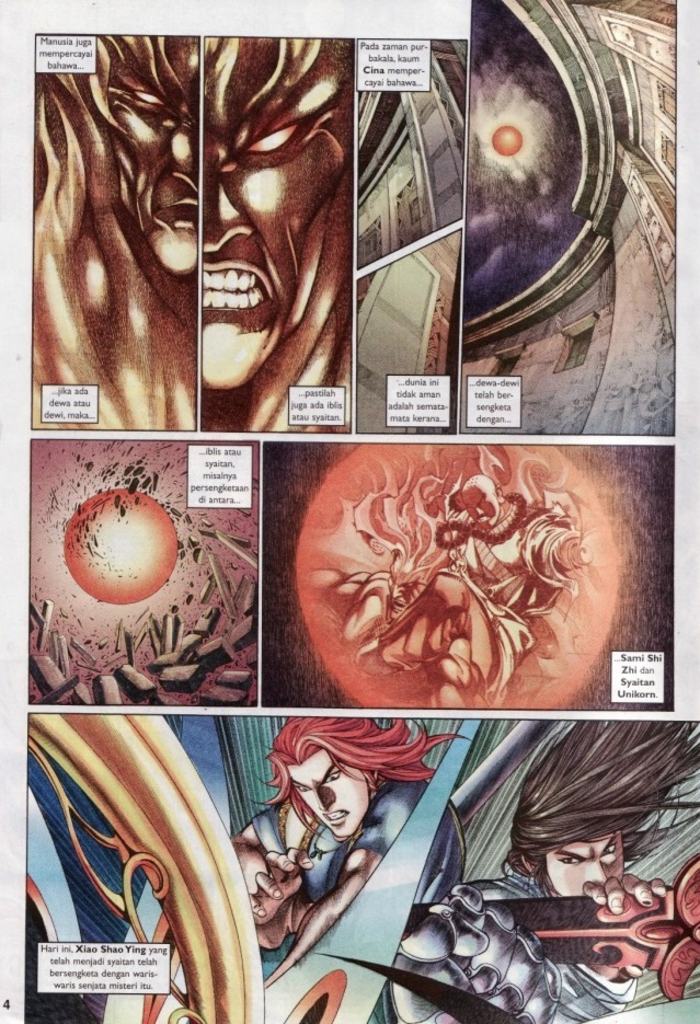 Manusia juga
mempercayai
bahawa...
...jika ada
dewa atau
dewi, maka...
...pastilah
juga ada iblis
atau syaitan.
Pada zaman pur-
bakala, kaum
Cina memper-
cayai bahawa...
...dunia ini
tidak aman
adalah semata-
mata kerana...
...dewa-dewi
telah ber-
sengketa
dengan...
...iblis atau
syaitan,
misalnya
persengketaan
di antara...
...Sami Shi
Zhi dan
Syaitan
Unikorn.
Hari ini, Xiao Shao Ying yang
telah menjadi syaitan telah
bersengketa dengan waris-
waris senjata misteri itu.
4